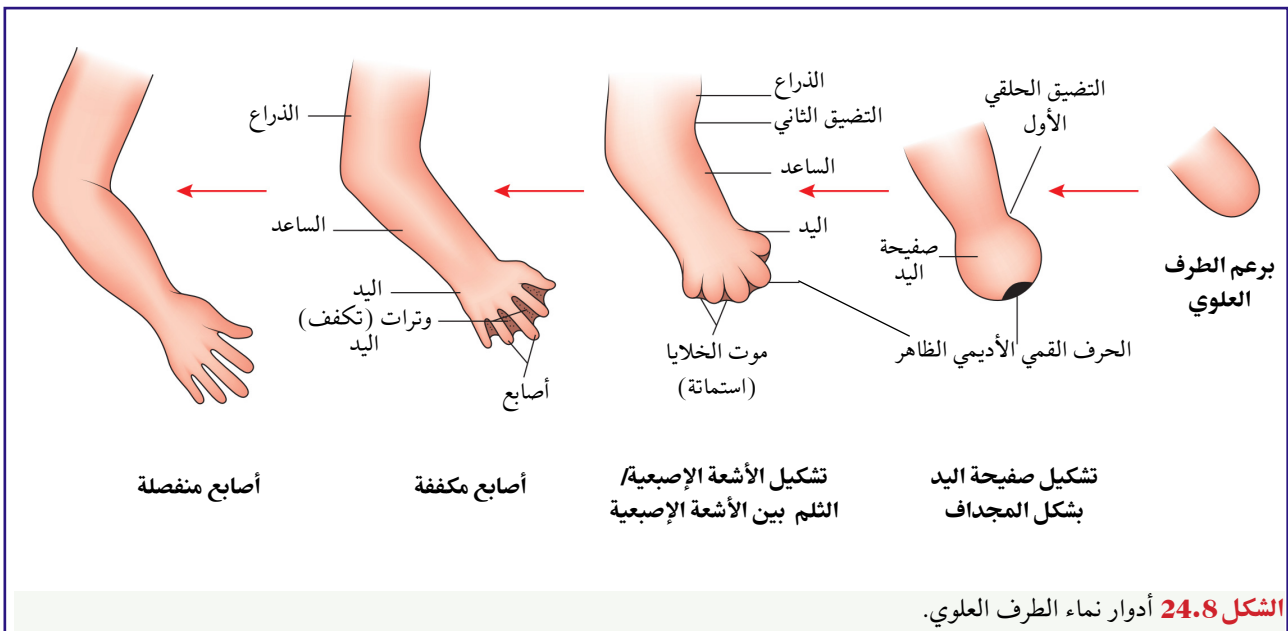 برعم الطرف
العلوي
التضيق الحلقي
الأول
صفيحة
اليد
الحرف القمي الأديمي الظاهر
تشكيل صفيحة اليد
بشكل المجداف
الذراع
التضيق الثاني
الساعد
اليد
موت الخلايا
(استماتة)
تشكيل الأشعة الإصبعية/
الثلم بين الأشعة الإصبعية
الذراع
الساعد
اليد
وترات (تكفف)
اليد
أصابع
أصابع مكففة
أصابع منفصلة
الشكل 24.8 أدوار نماء الطرف العلوي.